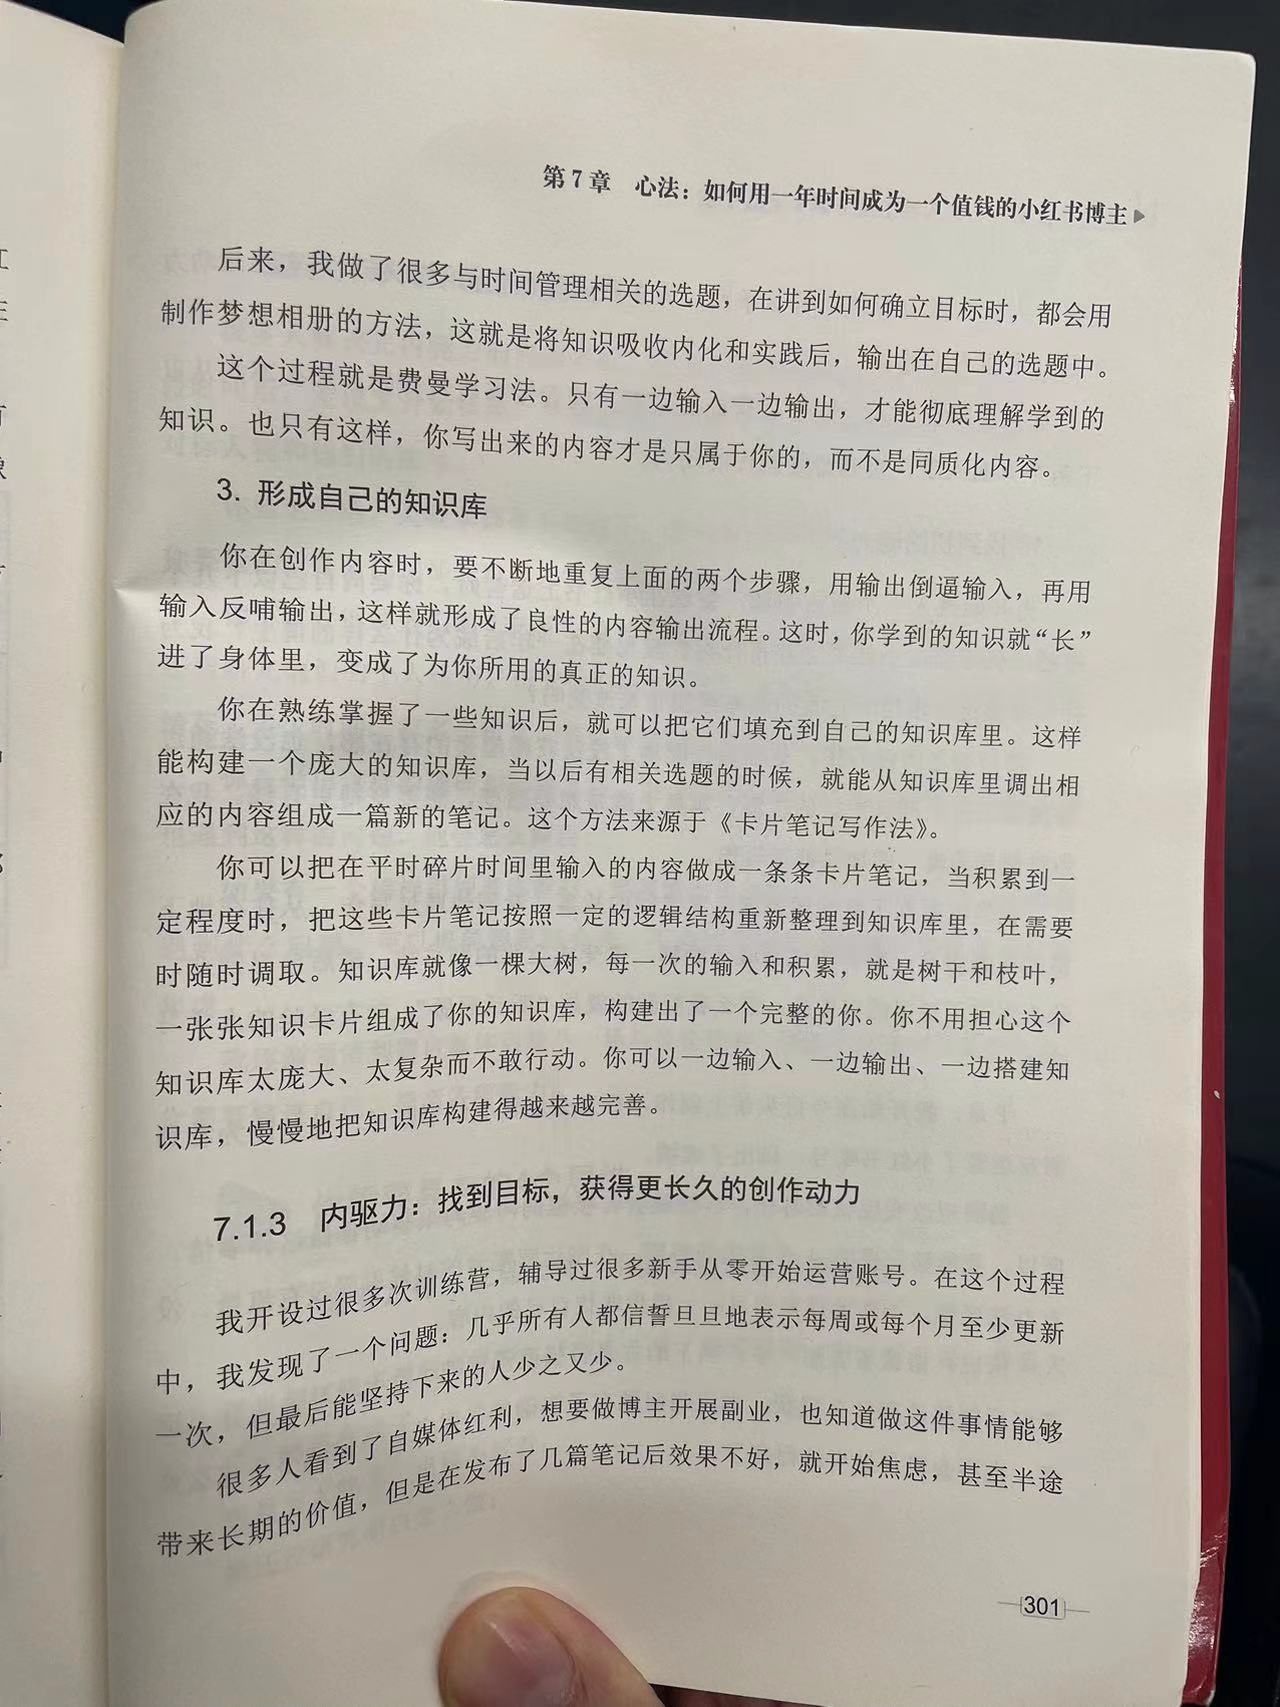 第7章 心法：如何用一年时间成为一个值钱的小红书博主
后来，我做了很多与时间管理相关的选题，在讲到如何确立目标时，都会用
制作梦想相册的方法，这就是将知识吸收内化和实践后，输出在自己的选题中。
这个过程就是费曼学习法。只有一边输入一边输出，才能彻底理解学到的
知识。也只有这样，你写出来的内容才是只属于你的，而不是同质化内容。
3. 形成自己的知识库
你在创作内容时，要不断地重复上面的两个步骤，用输出倒逼输入，再用
输入反哺输出，这样就形成了良性的内容输出流程。这时，你学到的知识就“长”
进了身体里，变成了为你所用的真正的知识。
你在熟练掌握了一些知识后，就可以把它们填充到自己的知识库里。这样
能构建一个庞大的知识库，当以后有相关选题的时候，就能从知识库里调出相
应的内容组成一篇新的笔记。这个方法来源于《卡片笔记写作法》。
你可以把在平时碎片时间里输入的内容做成一条条卡片笔记，当积累到一
定程度时，把这些卡片笔记按照一定的逻辑结构重新整理到知识库里，在需要
时随时调取。知识库就像一棵大树，每一次的输入和积累，就是树干和枝叶，
一张张知识卡片组成了你的知识库，构建出了一个完整的你。你不用担心这个
知识库太庞大、太复杂而不敢行动。你可以一边输入、一边输出、一边搭建知
识库，慢慢地把知识库构建得越来越完善。
7.1.3 内驱力：找到目标，获得更长久的创作动力
我开设过很多次训练营，辅导过很多新手从零开始运营账号。在这个过程
中，我发现了一个问题：几乎所有人都信誓旦旦地表示每周或每个月至少更新
一次，但最后能坚持下来的人少之又少。
很多人看到了自媒体红利，想要做博主开展副业，也知道做这件事情能够
带来长期的价值，但是在发布了几篇笔记后效果不好，就开始焦虑，甚至半途
301